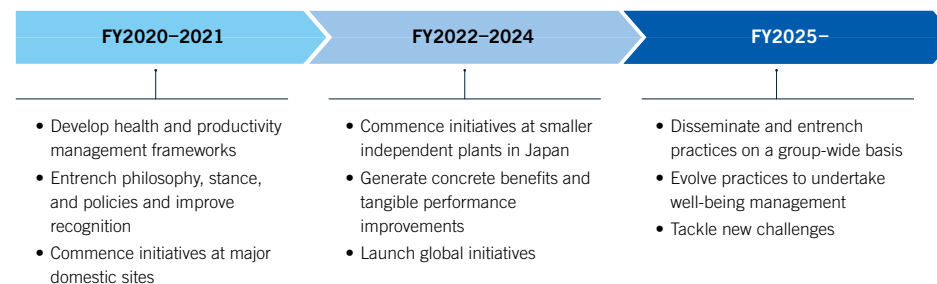 FY2020–2021
• Develop health and productivity
management frameworks
• Entrench philosophy, stance,
and policies and improve
recognition
• Commence initiatives at major
domestic sites
FY2022–2024
• Commence initiatives at smaller
independent plants in Japan
• Generate concrete benefits and
tangible performance
improvements
• Launch global initiatives
FY2025–
• Disseminate and entrench
practices on a group-wide basis
• Evolve practices to undertake
well-being management
• Tackle new challenges